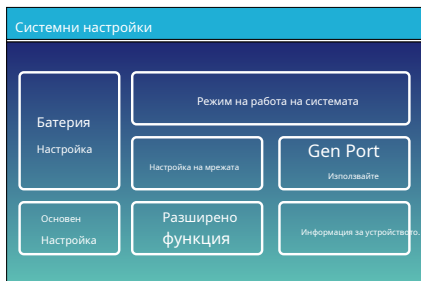 Системни настройки
Батерия
Настройка
Режим на работа на системата
Настройка на мрежата
Gen Port
Използвайте
Основен
Настройка
Разширено
функция
Информация за устройството.